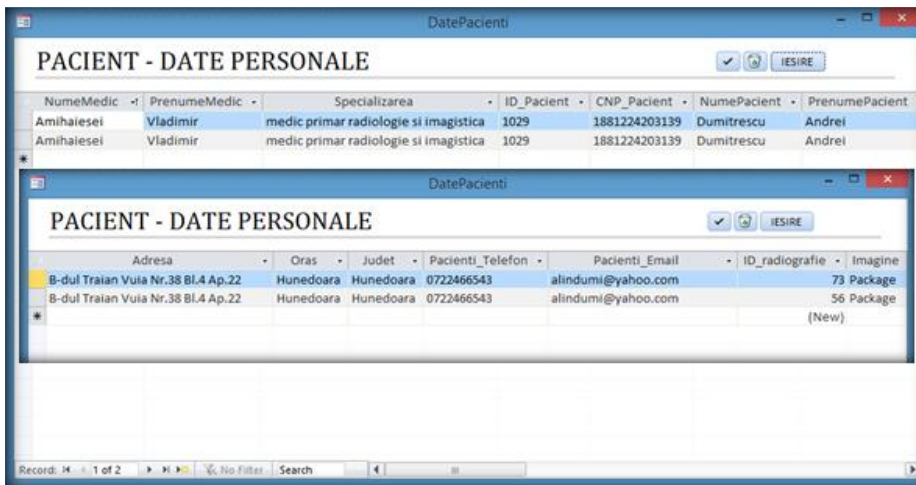 DatePacienti
PACIENT - DATE PERSONALE IESIRE
NumeMedic PrenumeMedic Specializarea ID_Pacient CNP_Pacient NumePacient PrenumePacient
Amihaiesei Vladimir medic primar radiologie si imagistica 1029 1881224203139 Dumitrescu Andrei
Amihaiesei Vladimir medic primar radiologie si imagistica 1029 1881224203139 Dumitrescu Andrei
DatePacienti
PACIENT - DATE PERSONALE IESIRE
Adresa Oras Judet Pacienti_Telefon Pacienti_Email ID_radiografie Imagine
B-dul Traian Vuia Nr.38 Bl.4 Ap.22 Hunedoara Hunedoara 0722466543 alindumi@yahoo.com 73 Package
B-dul Traian Vuia Nr.38 Bl.4 Ap.22 Hunedoara Hunedoara 0722466543 alindumi@yahoo.com 56 Package
(New)
Record: 1 of 2 No Filter Search